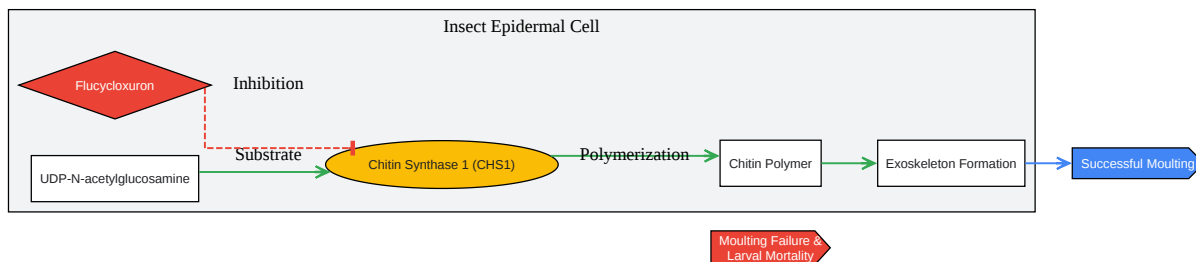 Insect Epidermal Cell
Flucycloxuron
Inhibition
Substrate
UDP-N-acetylglucosamine
Chitin Synthase 1 (CHS1)
Polymerization
Chitin Polymer
Exoskeleton Formation
Successful Moulting
Moulting Failure &
Larval Mortality